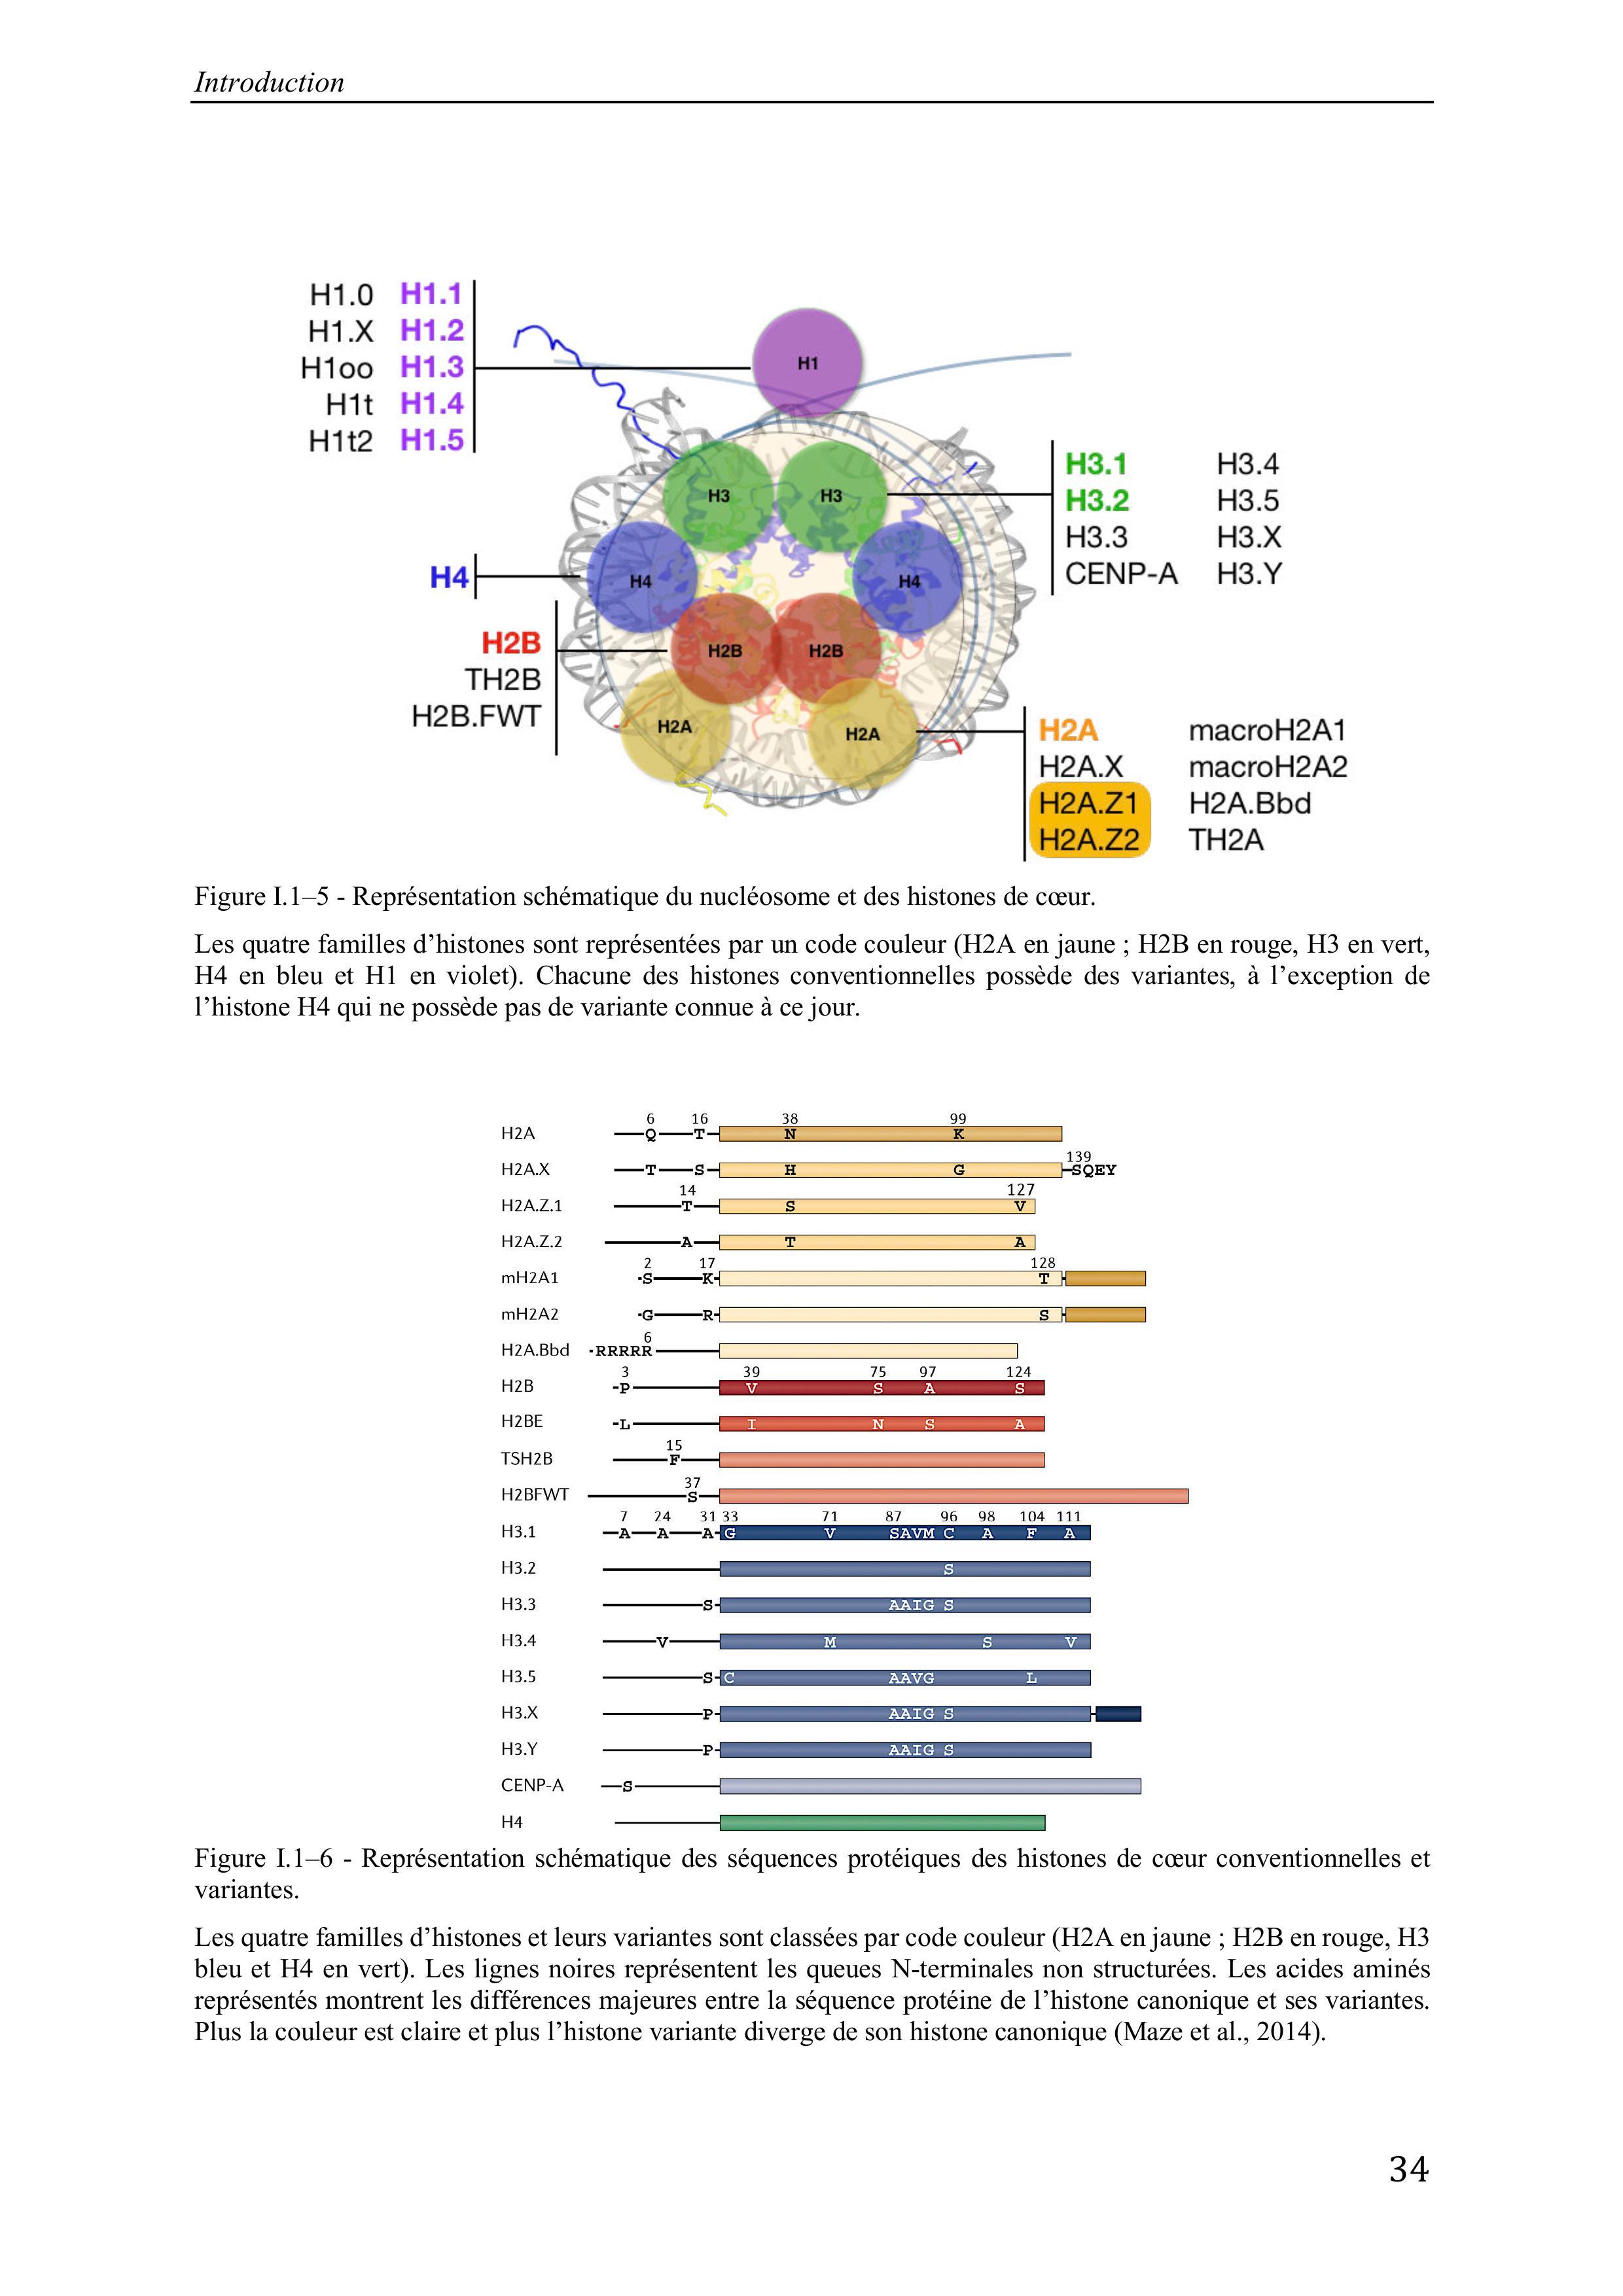 Introduction
H1.0 H1.1
H1.X H1.2
H1oo H1.3
H1t H1.4
H1t2 H1.5
H1
H3 H3
H3.1 H3.4
H3.2 H3.5
H3.3 H3.X
CENP-A H3.Y
H4
H4 H4
H2B
TH2B
H2B.FWT
H2B H2B
H2A H2A
H2A macroH2A1
H2A.X macroH2A2
H2A.Z1 H2A.Bbd
H2A.Z2 TH2A
Figure I.1–5 - Représentation schématique du nucléosome et des histones de cœur.
Les quatre familles d’histones sont représentées par un code couleur (H2A en jaune ; H2B en rouge, H3 en vert,
H4 en bleu et H1 en violet). Chacune des histones conventionnelles possède des variantes, à l’exception de
l’histone H4 qui ne possède pas de variante connue à ce jour.
6 16 38 99
H2A Q T N K
139
H2A.X T S H G SQEY
14 127
H2A.Z.1 T S V
H2A.Z.2 A T A
2 17 128
mH2A1 S K T
mH2A2 G R S
6
H2A.Bbd RRRRR
3 39 75 97 124
H2B P V S A S
H2BE L I N S A
15
TSH2B F
37
H2BFWT S
7 24 31 33 71 87 96 98 104 111
H3.1 A A A G V SAVM C A F A
H3.2 S
H3.3 S AAIG S
H3.4 V M S V
H3.5 S C AAVG L
H3.X P AAIG S
H3.Y P AAIG S
CENP-A S
H4
Figure I.1–6 - Représentation schématique des séquences protéiques des histones de cœur conventionnelles et
variantes.
Les quatre familles d’histones et leurs variantes sont classées par code couleur (H2A en jaune ; H2B en rouge, H3
bleu et H4 en vert). Les lignes noires représentent les queues N-terminales non structurées. Les acides aminés
représentés montrent les différences majeures entre la séquence protéine de l’histone canonique et ses variantes.
Plus la couleur est claire et plus l’histone variante diverge de son histone canonique (Maze et al., 2014).
34